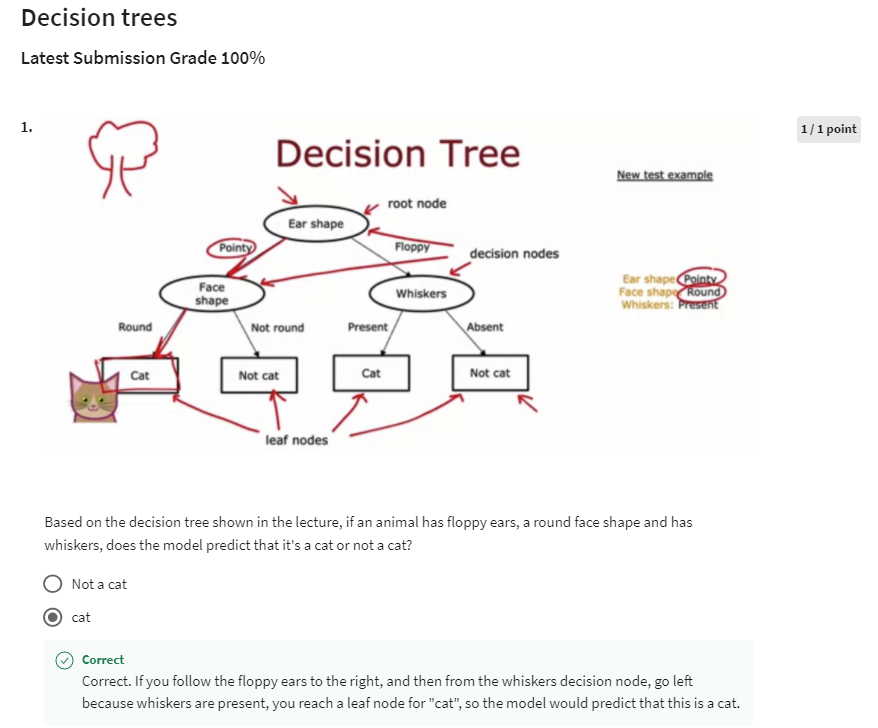 Decision trees
Latest Submission Grade 100%
1.
1 / 1 point
Decision Tree
New test example
root node
Ear shape
Pointy
Floppy
decision nodes
Face
shape
Whiskers
Ear shape: Pointy
Face shape: Round
Whiskers: Present
Round
Not round
Present
Absent
Cat
Not cat
Cat
Not cat
leaf nodes
Based on the decision tree shown in the lecture, if an animal has floppy ears, a round face shape and has
whiskers, does the model predict that it's a cat or not a cat?
Not a cat
cat
Correct
Correct. If you follow the floppy ears to the right, and then from the whiskers decision node, go left
because whiskers are present, you reach a leaf node for "cat", so the model would predict that this is a cat.